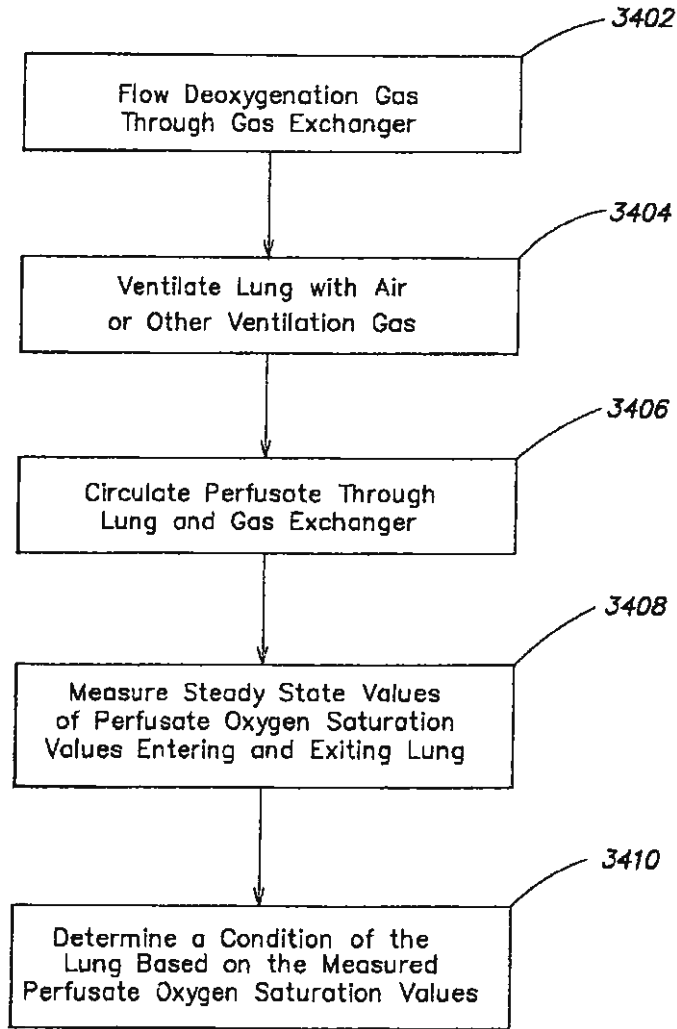 3402
Flow Deoxygenation Gas
Through Gas Exchanger
3404
Ventilate Lung with Air
or Other Ventilation Gas
3406
Circulate Perfusate Through
Lung and Gas Exchanger
3408
Measure Steady State Values
of Perfusate Oxygen Saturation
Values Entering and Exiting Lung
3410
Determine a Condition of the
Lung Based on the Measured
Perfusate Oxygen Saturation Values